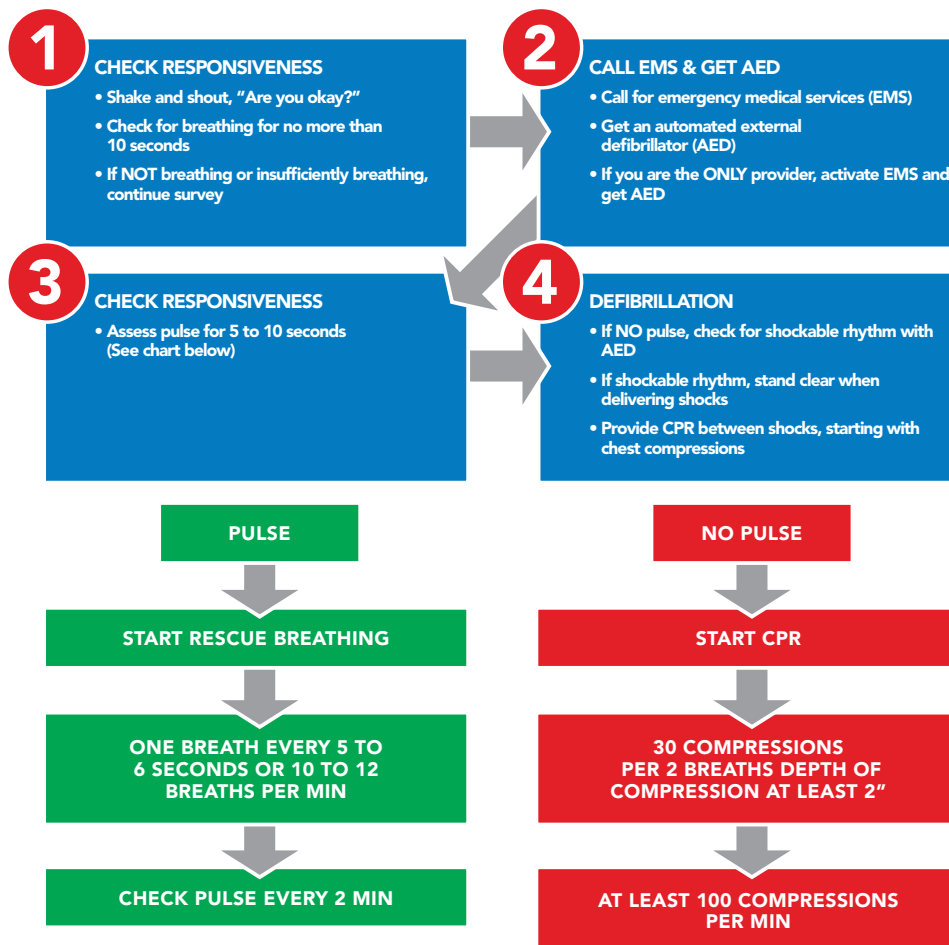 1
CHECK RESPONSIVENESS
• Shake and shout, “Are you okay?”
• Check for breathing for no more than
10 seconds
• If NOT breathing or insufficiently breathing,
continue survey
2
CALL EMS & GET AED
• Call for emergency medical services (EMS)
• Get an automated external
defibrillator (AED)
• If you are the ONLY provider, activate EMS and
get AED
3
CHECK RESPONSIVENESS
• Assess pulse for 5 to 10 seconds
(See chart below)
4
DEFIBRILLATION
• If NO pulse, check for shockable rhythm with
AED
• If shockable rhythm, stand clear when
delivering shocks
• Provide CPR between shocks, starting with
chest compressions
PULSE
START RESCUE BREATHING
ONE BREATH EVERY 5 TO
6 SECONDS OR 10 TO 12
BREATHS PER MIN
CHECK PULSE EVERY 2 MIN
NO PULSE
START CPR
30 COMPRESSIONS
PER 2 BREATHS DEPTH OF
COMPRESSION AT LEAST 2”
AT LEAST 100 COMPRESSIONS
PER MIN